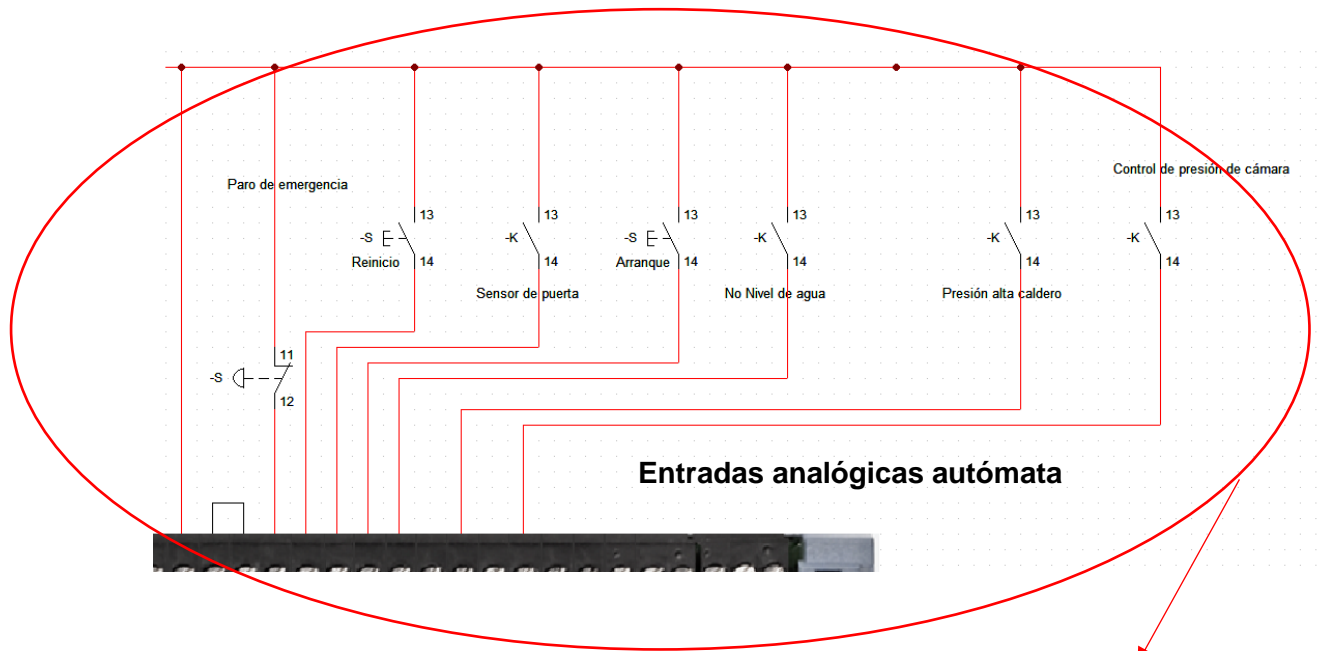 Control de presión de cámara
Paro de emergencia
13
13
13
13
13
13
-S
-K
-S
-K
-K
-K
Reinicio
14
14
Arranque
14
14
14
14
Sensor de puerta
No Nivel de agua
Presión alta caldero
11
-S
12
Entradas analógicas autómata